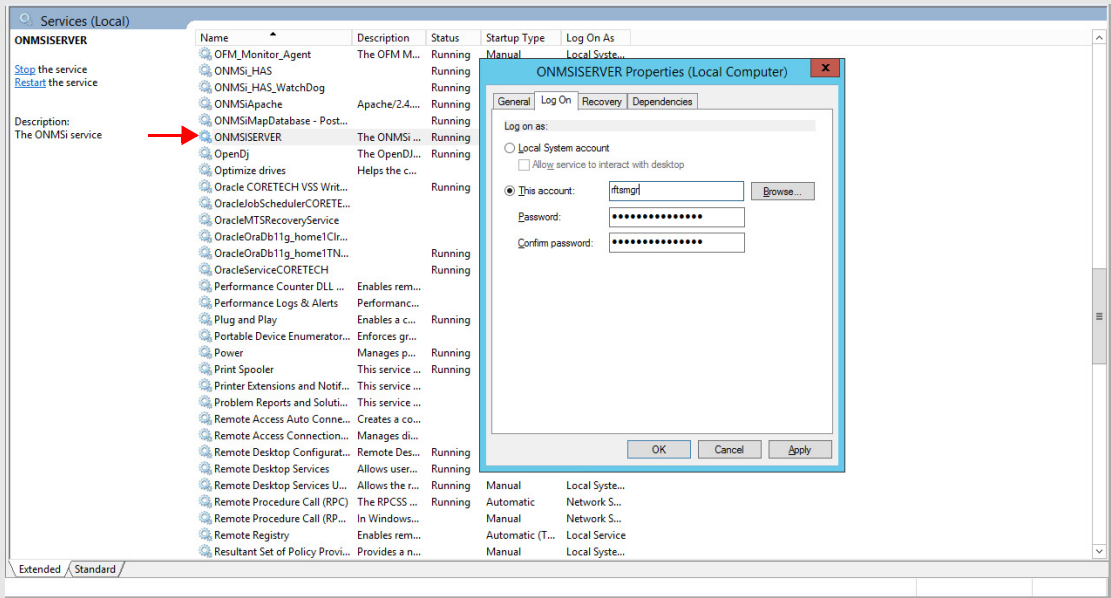 Services (Local)
ONMSISERVER
Stop the service
Restart the service
Description:
The ONMSi service
Name Description Status Startup Type Log On As
OFM_Monitor_Agent The OFM M... Running Manual Local Syste...
ONMSi_HAS Running
ONMSi_HAS_WatchDog Running
ONMSiApache Apache/2.4.... Running
ONMSiMapDatabase - Post... Running
ONMSISERVER The ONMSi ... Running
OpenDj The OpenDJ... Running
Optimize drives Helps the c...
Oracle CORETECH VSS Writ... Running
OracleJobSchedulerCORETE...
OracleMTSRecoveryService
OracleOraDb11g_home1Clr...
OracleOraDb11g_home1TN... Running
OracleServiceCORETECH Running
Performance Counter DLL ... Enables rem...
Performance Logs & Alerts Performanc...
Plug and Play Enables a c... Running
Portable Device Enumerator... Enforces gr...
Power Manages p... Running
Print Spooler This service ... Running
Printer Extensions and Notif... This service ...
Problem Reports and Soluti... This service ...
Remote Access Auto Conne... Creates a co...
Remote Access Connection... Manages di...
Remote Desktop Configurat... Remote Des... Running
Remote Desktop Services Allows user... Running
Remote Desktop Services U... Allows the r... Running Manual Local Syste...
Remote Procedure Call (RPC) The RPCSS ... Running Automatic Network S...
Remote Procedure Call (RP... In Windows... Manual Network S...
Remote Registry Enables rem... Automatic (T... Local Service
Resultant Set of Policy Provi... Provides a n... Manual Local Syste...
ONMSISERVER Properties (Local Computer)
x
General Log On Recovery Dependencies
Log on as:
Local System account
Allow service to interact with desktop
This account: rftsmgr Browse...
Password: •••••••••••••••
Confirm password: •••••••••••••••
OK Cancel Apply
Extended Standard